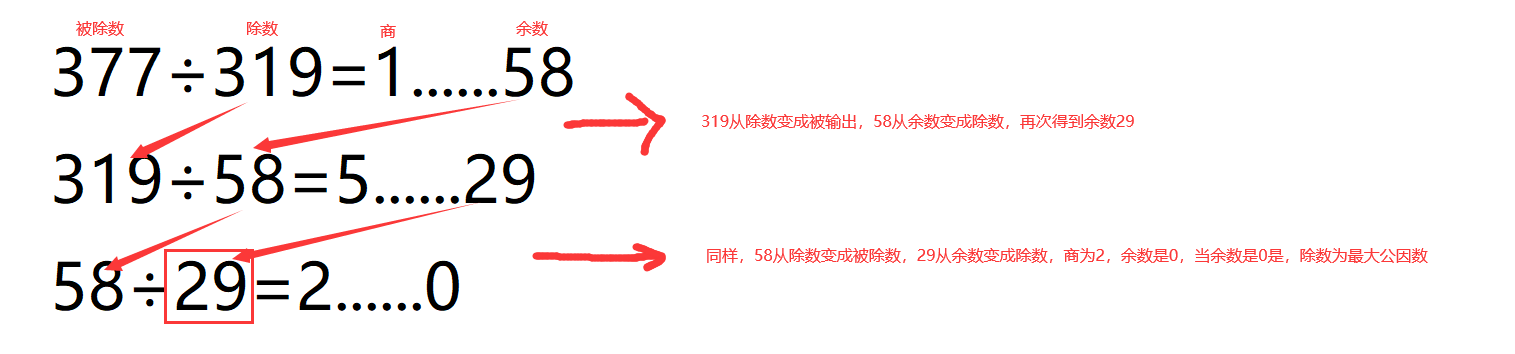 被除数 除数 商 余数
377÷319=1......58
319从除数变成被输出，58从余数变成除数，再次得到余数29
319÷58=5......29
同样，58从除数变成被除数，29从余数变成除数，商为2，余数是0，当余数是0是，除数为最大公因数
58÷29=2......0